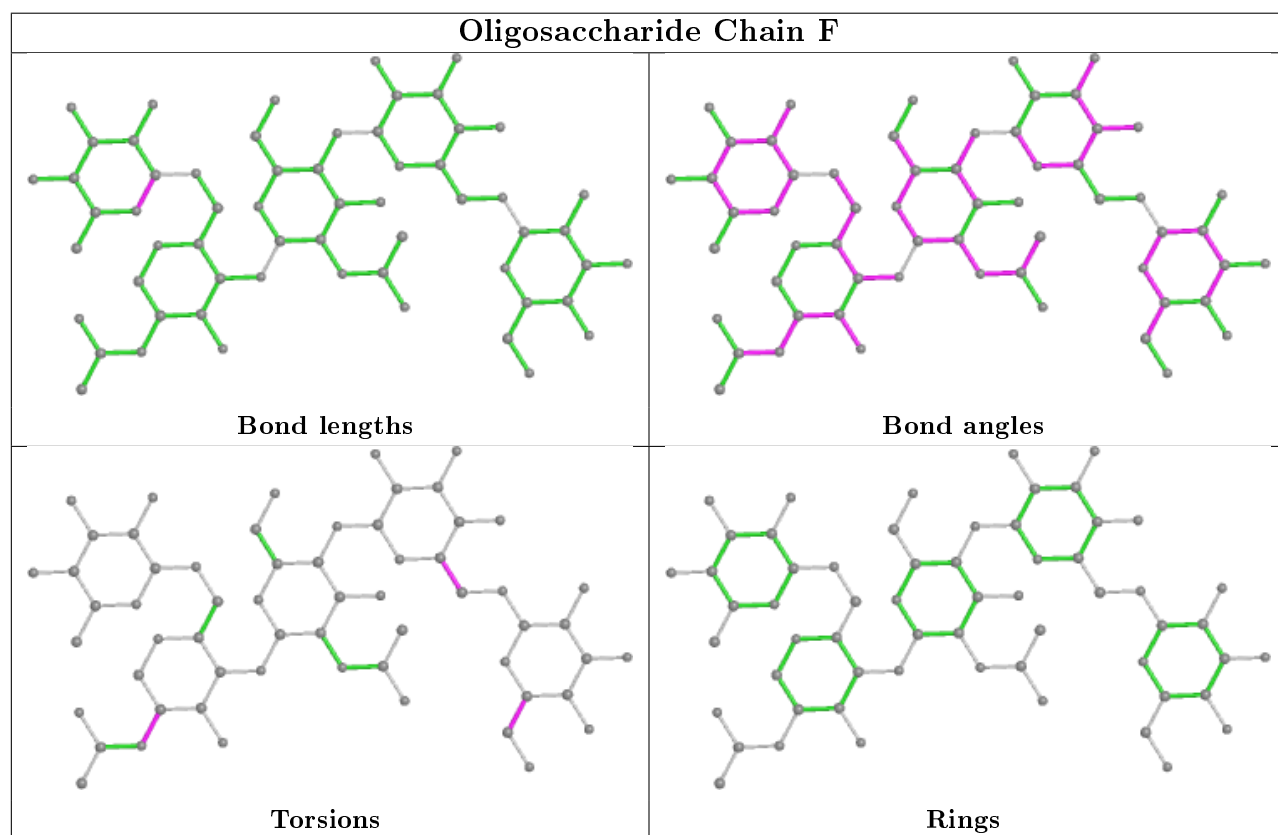 Oligosaccharide Chain F
Bond lengths
Bond angles
Torsions
Rings